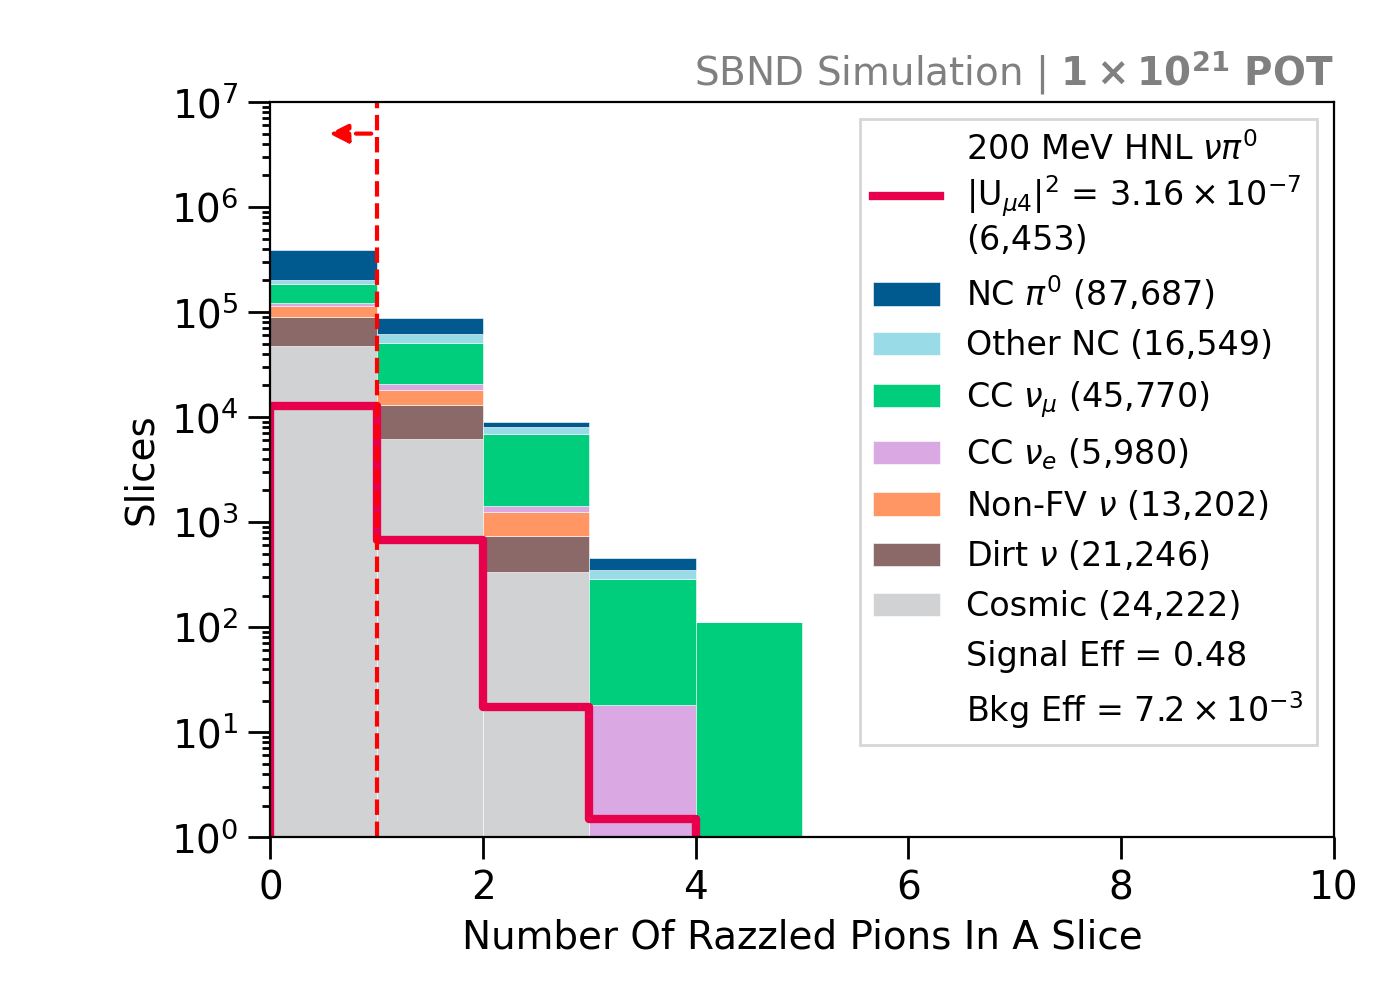 SBND Simulation | 1 × 10²¹ POT
10⁷
10⁶
10⁵
10⁴
10³
10²
10¹
10⁰
Slices
200 MeV HNL νπ⁰
|U_μ4|² = 3.16 × 10⁻⁷
(6,453)
NC π⁰ (87,687)
Other NC (16,549)
CC ν_μ (45,770)
CC ν_e (5,980)
Non-FV ν (13,202)
Dirt ν (21,246)
Cosmic (24,222)
Signal Eff = 0.48
Bkg Eff = 7.2 × 10⁻³
0 2 4 6 8 10
Number Of Razzled Pions In A Slice